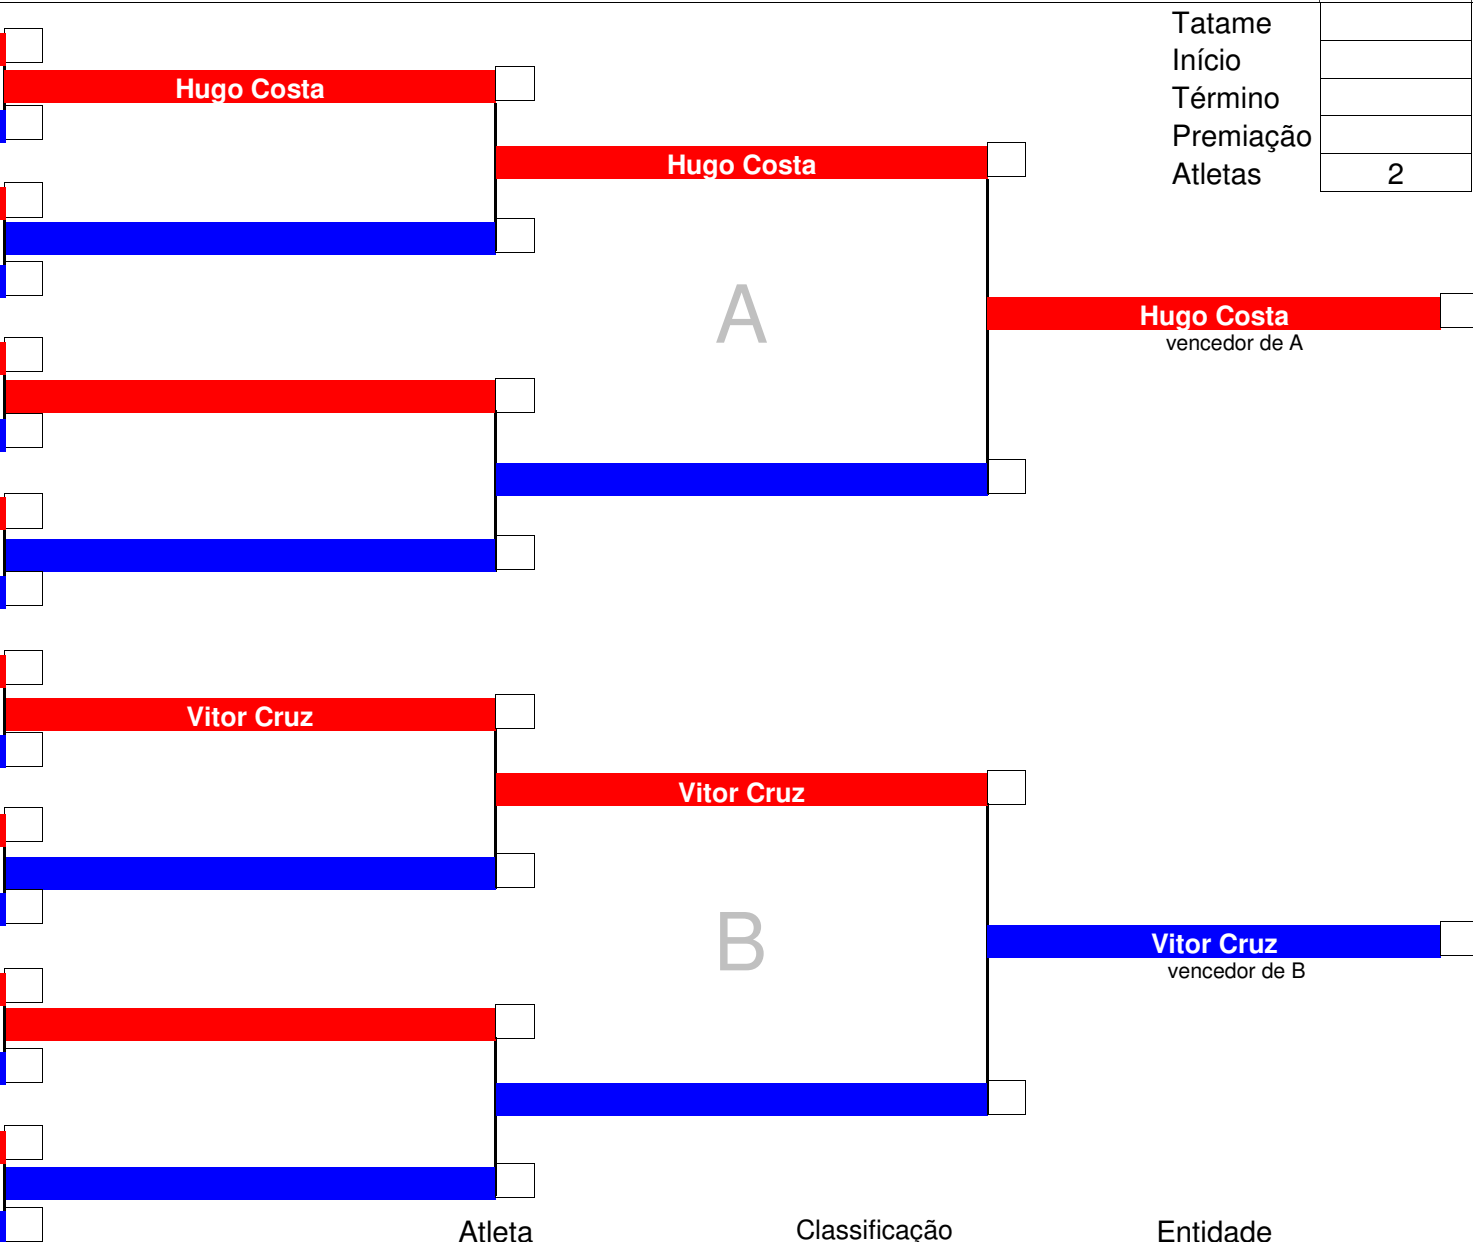 Tatame
Início
Término
Premiação
Atletas 2
Hugo Costa
Hugo Costa
A
Hugo Costa
vencedor de A
Vitor Cruz
Vitor Cruz
B
Vitor Cruz
vencedor de B
Atleta Classificação Entidade